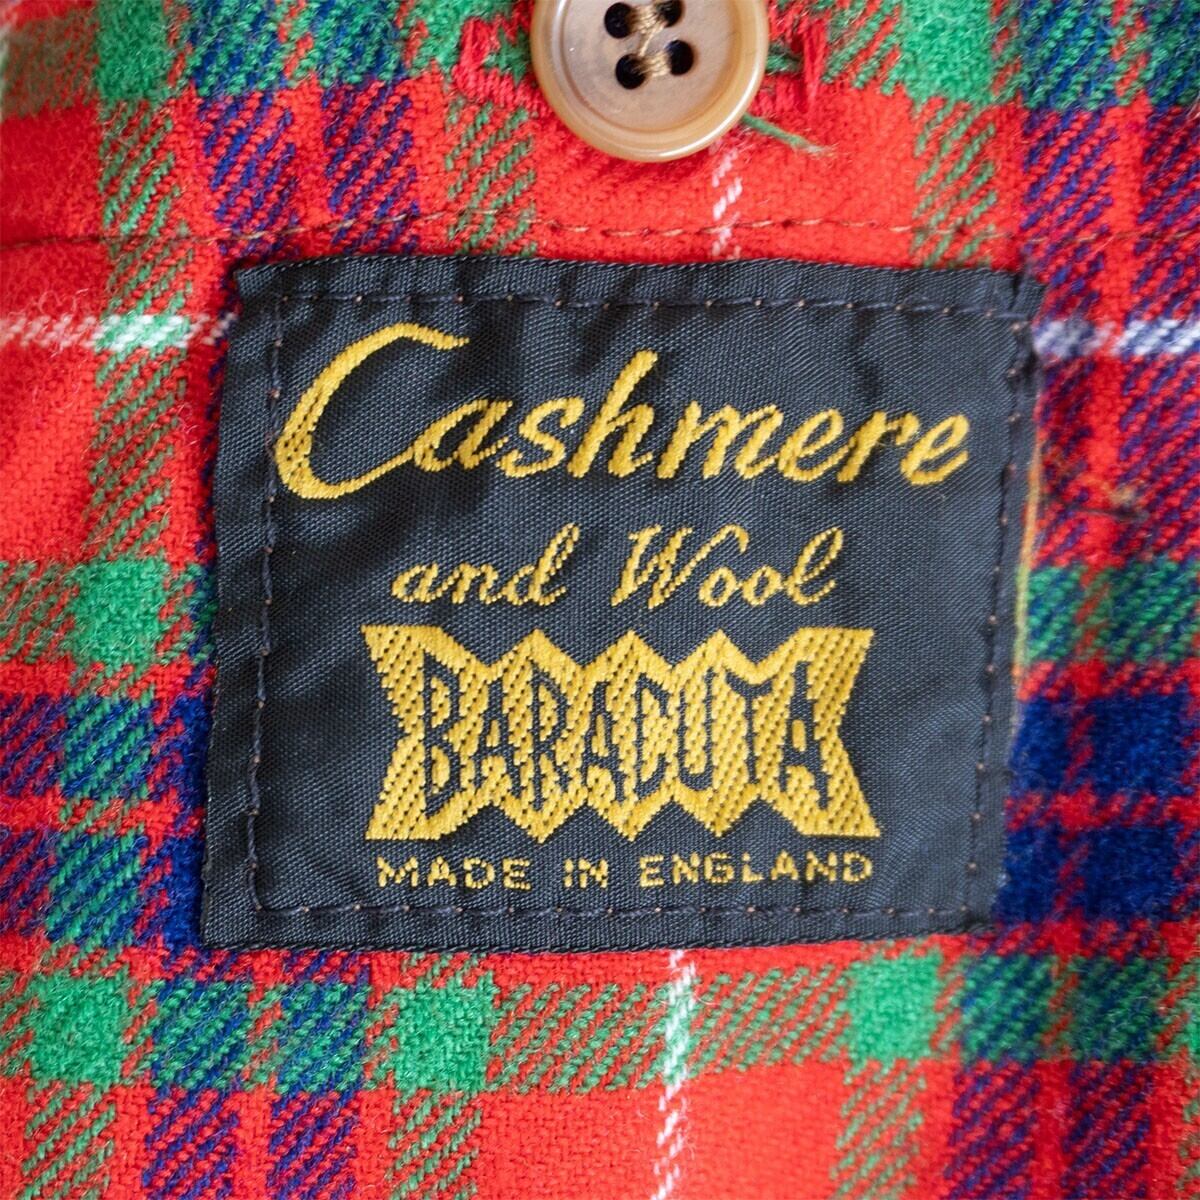 Cashmere
and Wool
BARACUTA
MADE IN ENGLAND